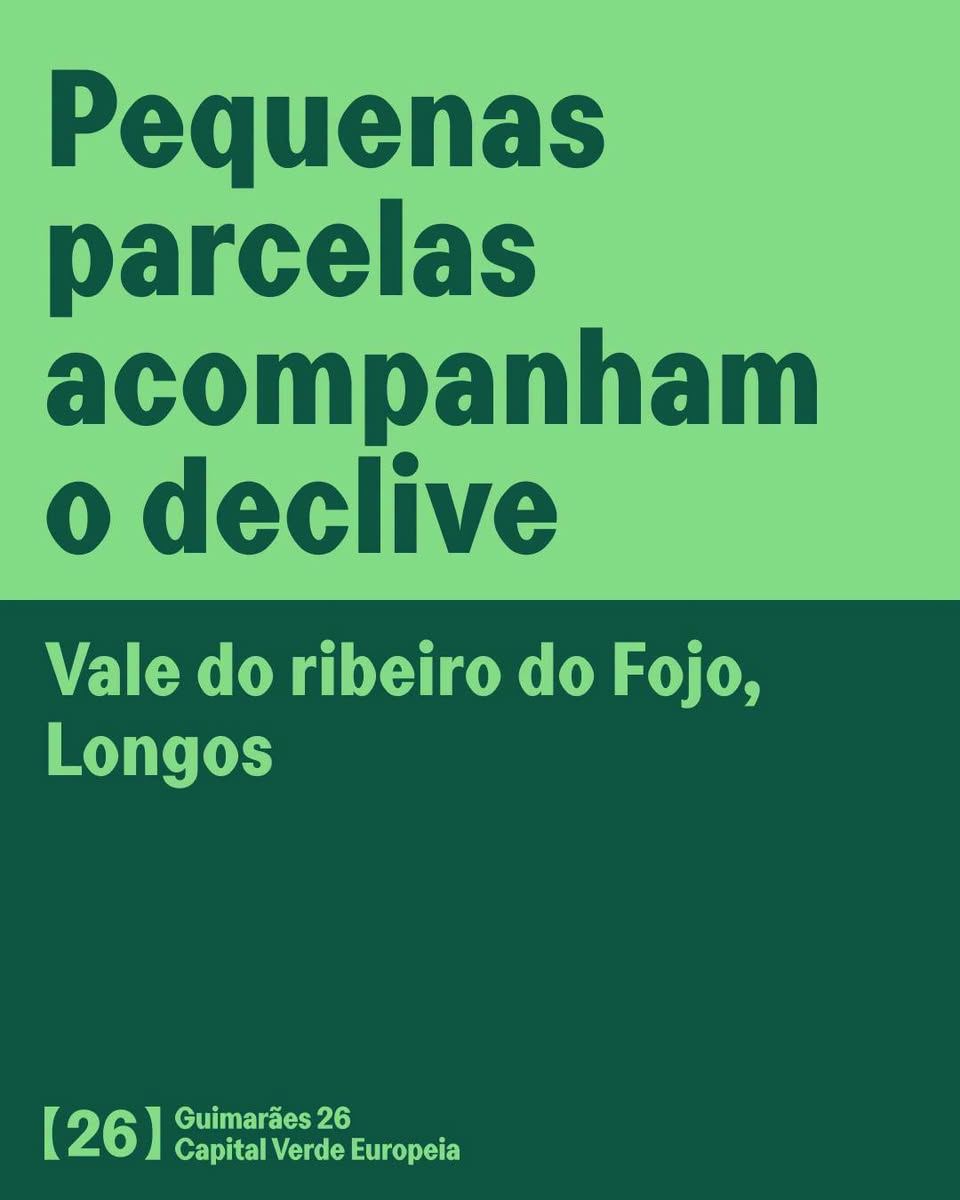 Pequenas
parcelas
acompanham
o declive
Vale do ribeiro do Fojo,
Longos
【26】 Guimarães 26
Capital Verde Europeia